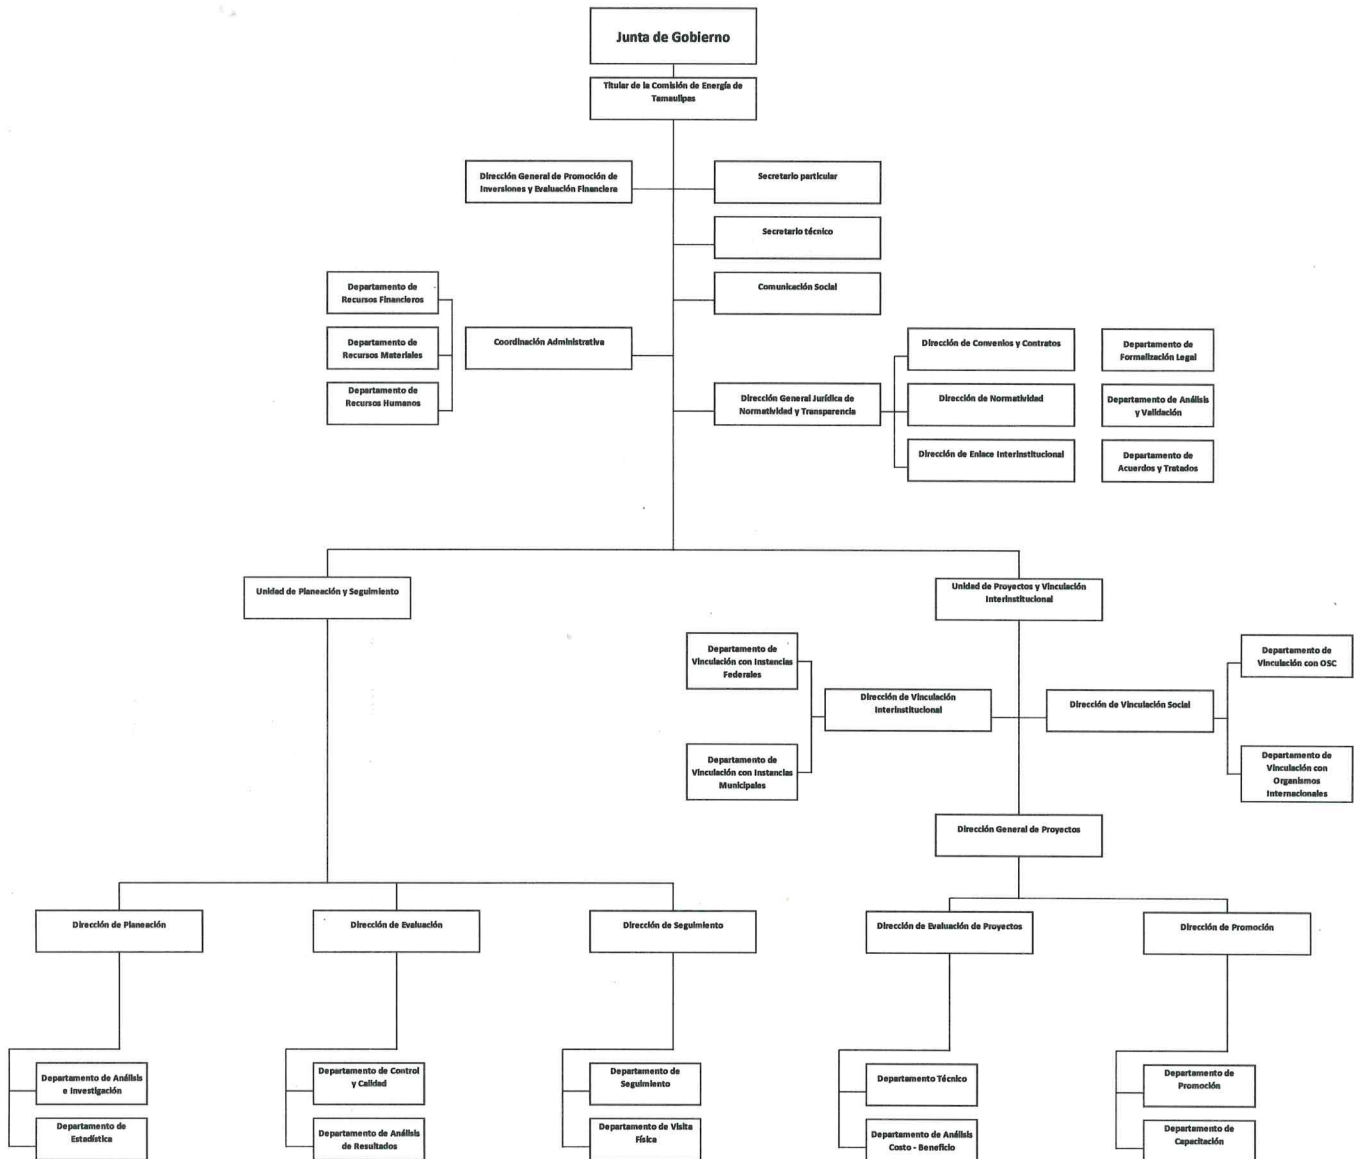 Junta de Gobierno
Titular de la Comisión de Energía de
Tamaulipas
Dirección General de Promoción de
Inversiones y Evaluación Financiera
Secretario particular
Secretario técnico
Comunicación Social
Departamento de
Recursos Financieros
Departamento de
Recursos Materiales
Departamento de
Recursos Humanos
Coordinación Administrativa
Dirección General Jurídica de
Normatividad y Transparencia
Dirección de Convenios y Contratos
Departamento de
Formalización Legal
Dirección de Normatividad
Departamento de Análisis
y Validación
Dirección de Enlace Interinstitucional
Departamento de
Acuerdos y Tratados
Unidad de Planeación y Seguimiento
Unidad de Proyectos y Vinculación
Interinstitucional
Departamento de
Vinculación con Instancias
Federales
Departamento de
Vinculación con Instancias
Municipales
Dirección de Vinculación
Interinstitucional
Dirección de Vinculación Social
Departamento de
Vinculación con OSC
Departamento de
Vinculación con
Organismos
Internacionales
Dirección General de Proyectos
Dirección de Planeación
Dirección de Evaluación
Dirección de Seguimiento
Dirección de Evaluación de Proyectos
Dirección de Promoción
Departamento de Análisis
e Investigación
Departamento de
Estadística
Departamento de Control
y Calidad
Departamento de Análisis
de Resultados
Departamento de
Seguimiento
Departamento de Visita
Física
Departamento Técnico
Departamento de Análisis
Costo - Beneficio
Departamento de
Promoción
Departamento de
Capacitación